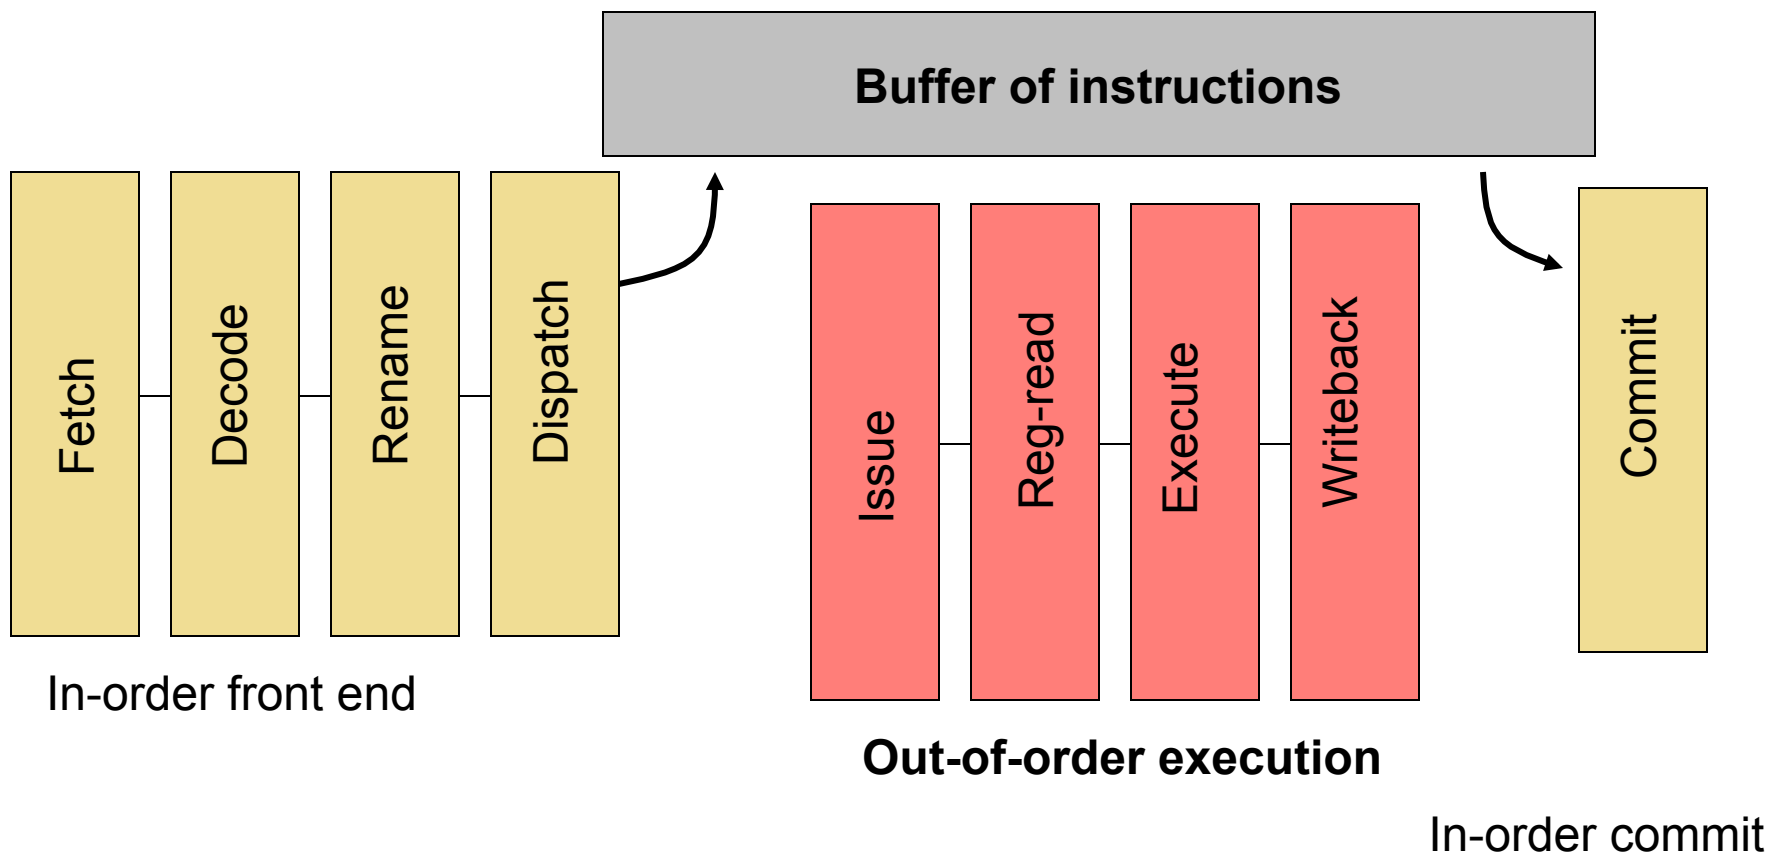 Buffer of instructions
Fetch
Decode
Rename
Dispatch
Issue
Reg-read
Execute
Writeback
Commit
In-order front end
Out-of-order execution
In-order commit